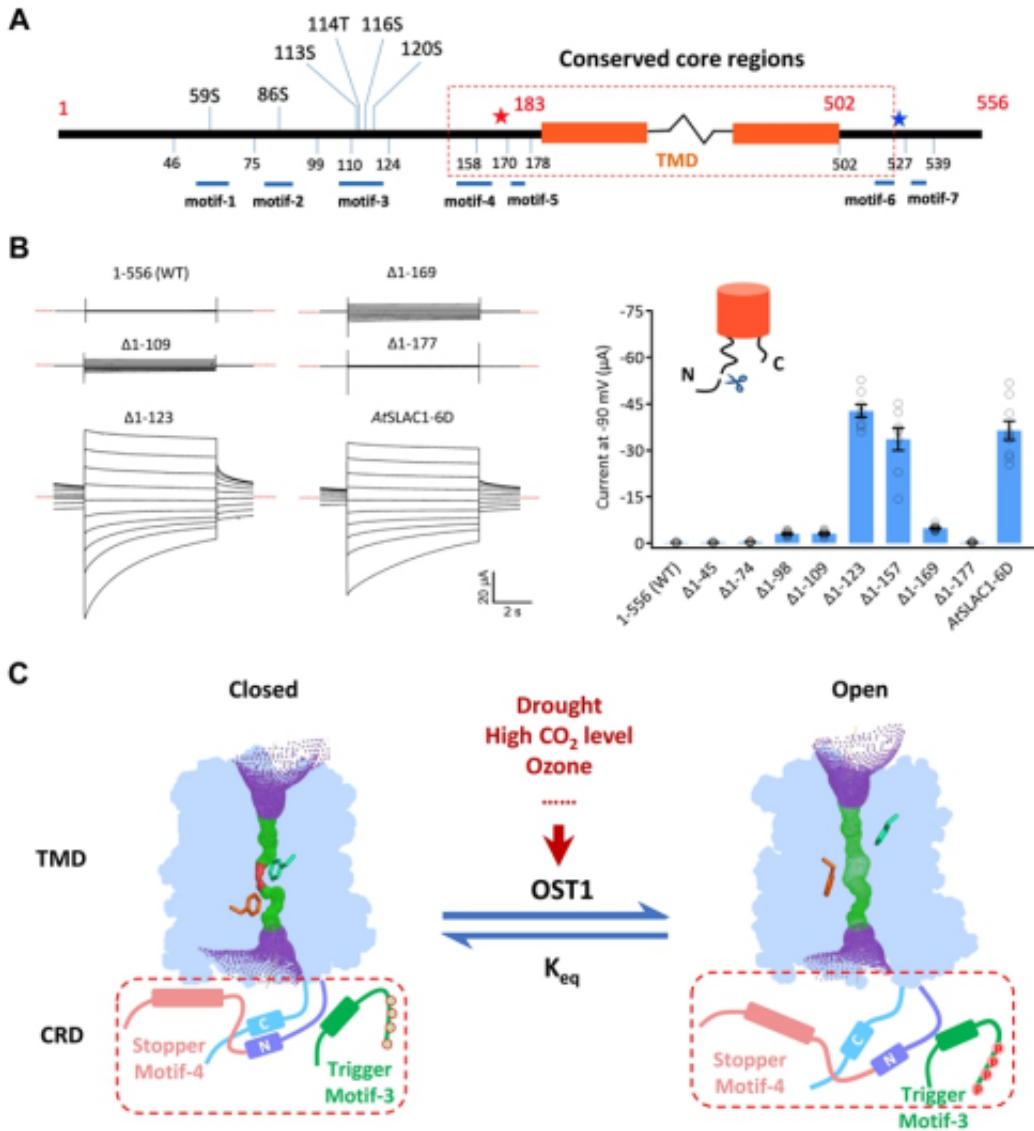 A
114T 116S
113S 120S
59S 86S
Conserved core regions
1 183 502 556
TMD
46 75 99 110 124 158 170 178 502 527 539
motif-1 motif-2 motif-3 motif-4 motif-5 motif-6 motif-7
B
1-556 (WT) Δ1-169
Δ1-109 Δ1-177
Δ1-123 AtSLAC1-6D
20 µA
2 s
Current at -90 mV (µA)
-75
-60
-45
-30
-15
0
N C
1-556 (WT)
Δ1-45
Δ1-74
Δ1-98
Δ1-109
Δ1-123
Δ1-157
Δ1-169
Δ1-177
AtSLAC1-6D
C
Closed Open
Drought
High CO₂ level
Ozone
......
TMD
OST1
Keq
CRD
C
N
Stopper
Motif-4
Trigger
Motif-3
C
N
Stopper
Motif-4
Trigger
Motif-3